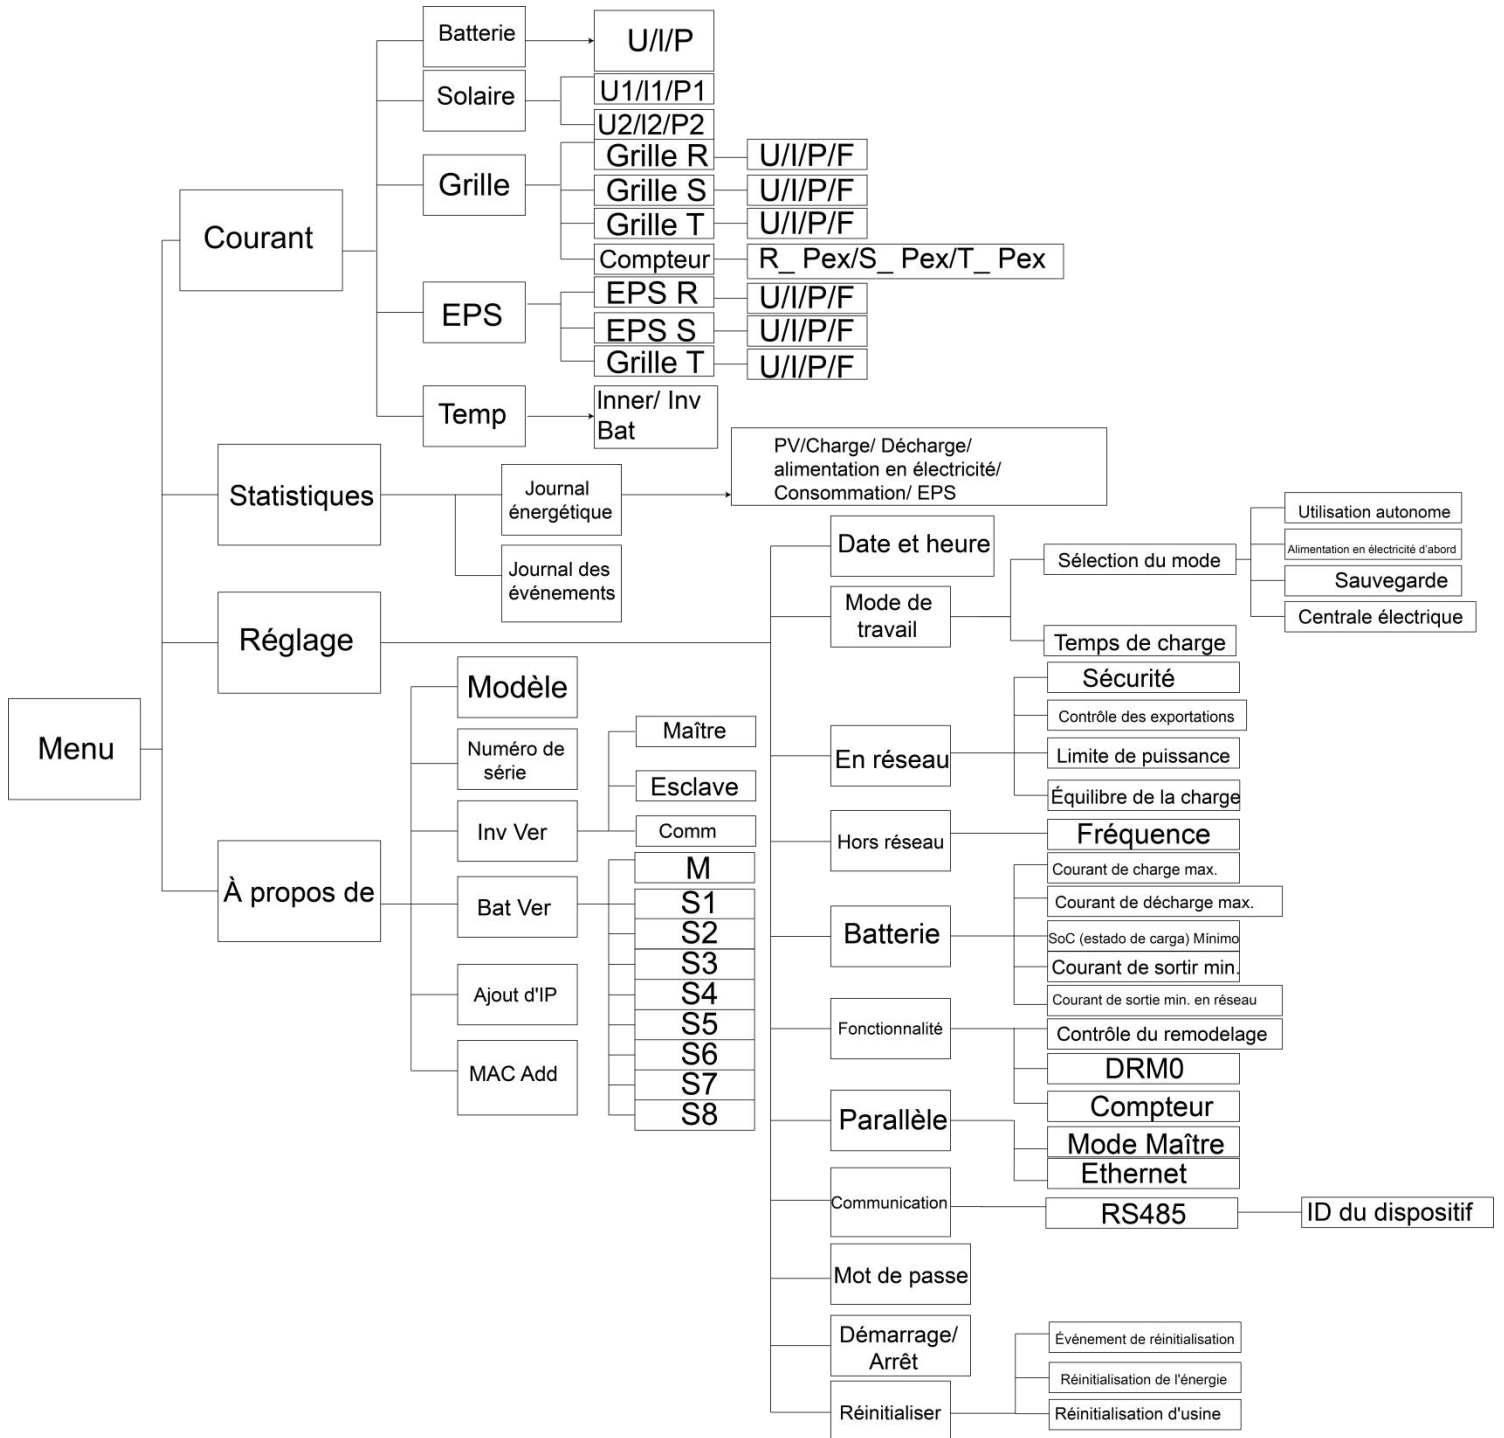 Menu
Courant
Batterie
U/I/P
Solaire
U1/I1/P1
U2/I2/P2
Grille
Grille R
U/I/P/F
Grille S
U/I/P/F
Grille T
U/I/P/F
Compteur
R_ Pex/S_ Pex/T_ Pex
EPS
EPS R
U/I/P/F
EPS S
U/I/P/F
Grille T
U/I/P/F
Temp
Inner/ Inv
Bat
Statistiques
Journal
énergétique
PV/Charge/ Décharge/
alimentation en électricité/
Consommation/ EPS
Journal des
événements
Réglage
Date et heure
Mode de
travail
Sélection du mode
Utilisation autonome
Alimentation en électricité d'abord
Sauvegarde
Centrale électrique
Temps de charge
En réseau
Sécurité
Contrôle des exportations
Limite de puissance
Équilibre de la charge
Hors réseau
Fréquence
Batterie
Courant de charge max.
Courant de décharge max.
SoC (estado de carga) Mínimo
Courant de sortir min.
Courant de sortie min. en réseau
Fonctionnalité
Contrôle du remodelage
DRM0
Compteur
Parallèle
Mode Maître
Ethernet
Communication
RS485
ID du dispositif
Mot de passe
Démarrage/
Arrêt
Réinitialiser
Événement de réinitialisation
Réinitialisation de l'énergie
Réinitialisation d'usine
À propos de
Modèle
Numéro de
série
Inv Ver
Maître
Esclave
Comm
Bat Ver
M
S1
S2
S3
S4
S5
S6
S7
S8
Ajout d'IP
MAC Add